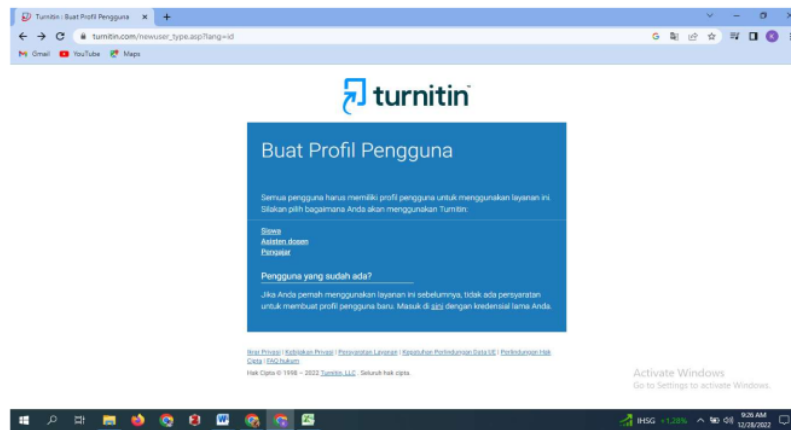 Turnitin : Buat Profil Pengguna
turnitin.com/newuser_type.asp?lang=id
Gmail YouTube Maps
turnitin
Buat Profil Pengguna
Semua pengguna harus memiliki profil pengguna untuk menggunakan layanan ini.
Silakan pilih bagaimana Anda akan menggunakan Turnitin:
Siswa
Asisten dosen
Pengajar
Pengguna yang sudah ada?
Jika Anda pernah menggunakan layanan ini sebelumnya, tidak ada persyaratan
untuk membuat profil pengguna baru. Masuk di sini dengan kredensial lama Anda.
Privasi | Kebijakan Privasi | Persyaratan Layanan | Kepatuhan Perlindungan Data UE | Perlindungan Hak
Cipta | FAQ hukum
Hak Cipta © 1998 – 2022 Turnitin, LLC . Seluruh hak cipta.
Activate Windows
Go to Settings to activate Windows.
IHSG +1,28%
9:26 AM
12/28/2022